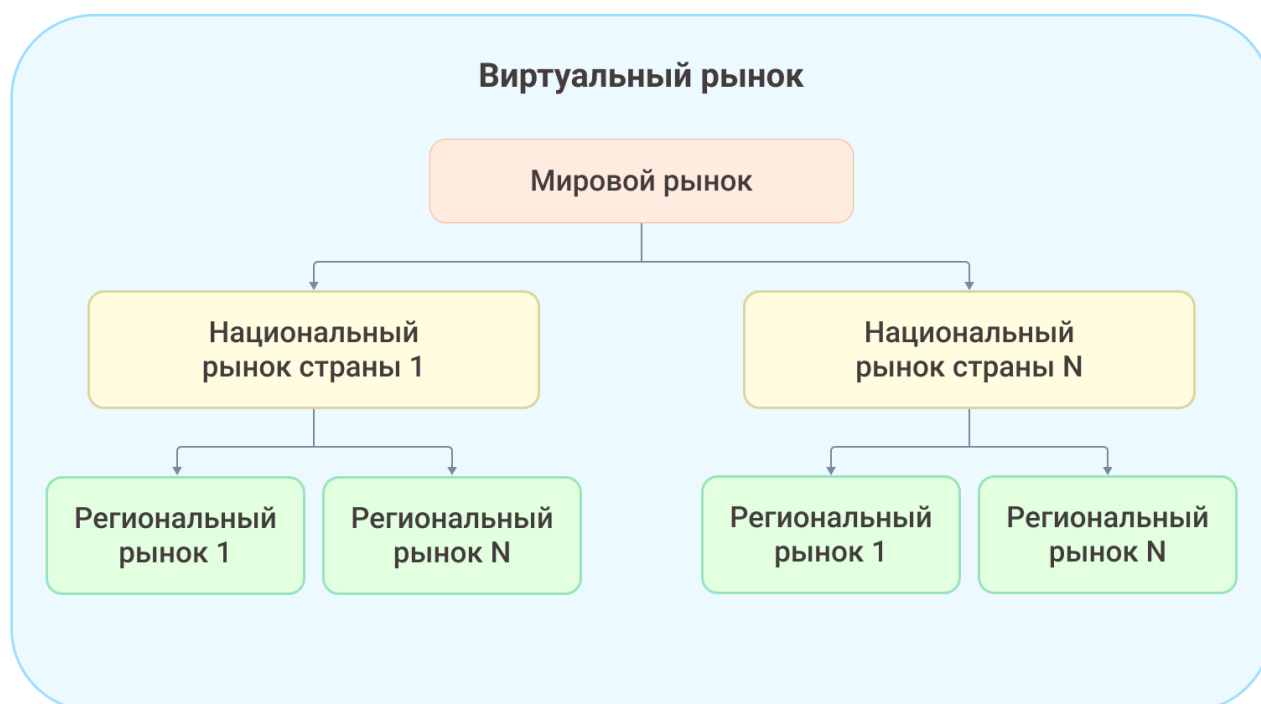 Виртуальный рынок
Мировой рынок
Национальный
рынок страны 1
Национальный
рынок страны N
Региональный
рынок 1
Региональный
рынок N
Региональный
рынок 1
Региональный
рынок N